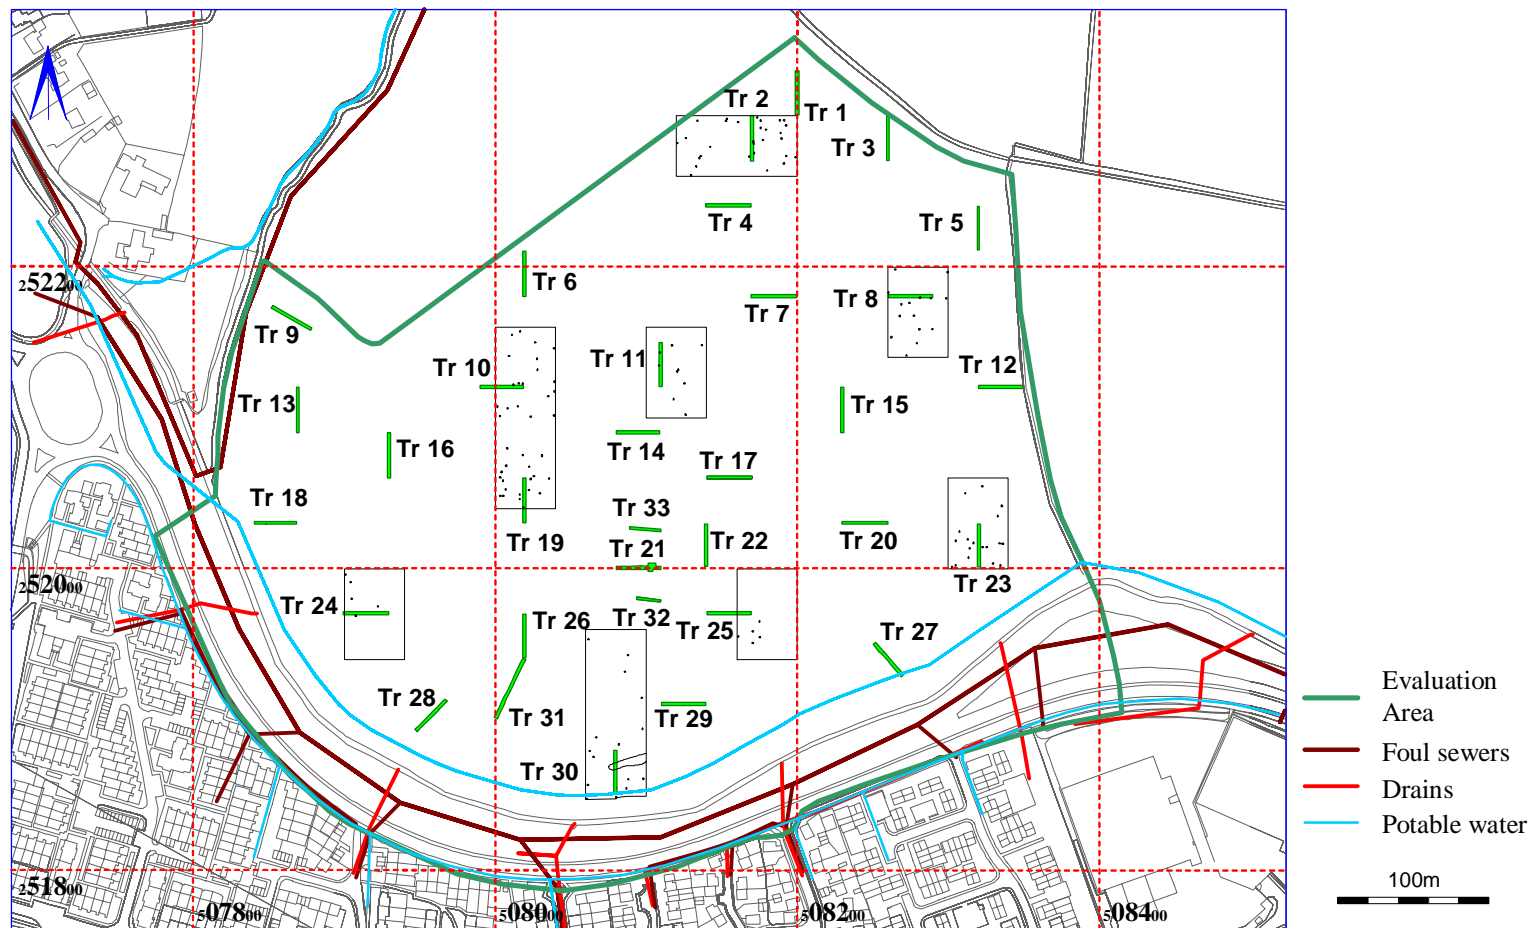 Tr 2
Tr 1
Tr 3
Tr 4
Tr 5
Tr 6
252200
Tr 7
Tr 8
Tr 9
Tr 11
Tr 12
Tr 10
Tr 13
Tr 15
Tr 16
Tr 14
Tr 17
Tr 18
Tr 33
Tr 19
Tr 22
Tr 20
Tr 21
Tr 23
252000
Tr 24
Tr 26
Tr 32
Tr 25
Tr 27
Tr 28
Tr 31
Tr 29
Tr 30
Evaluation
Area
Foul sewers
Drains
Potable water
251800
100m
507800
508000
508200
508400